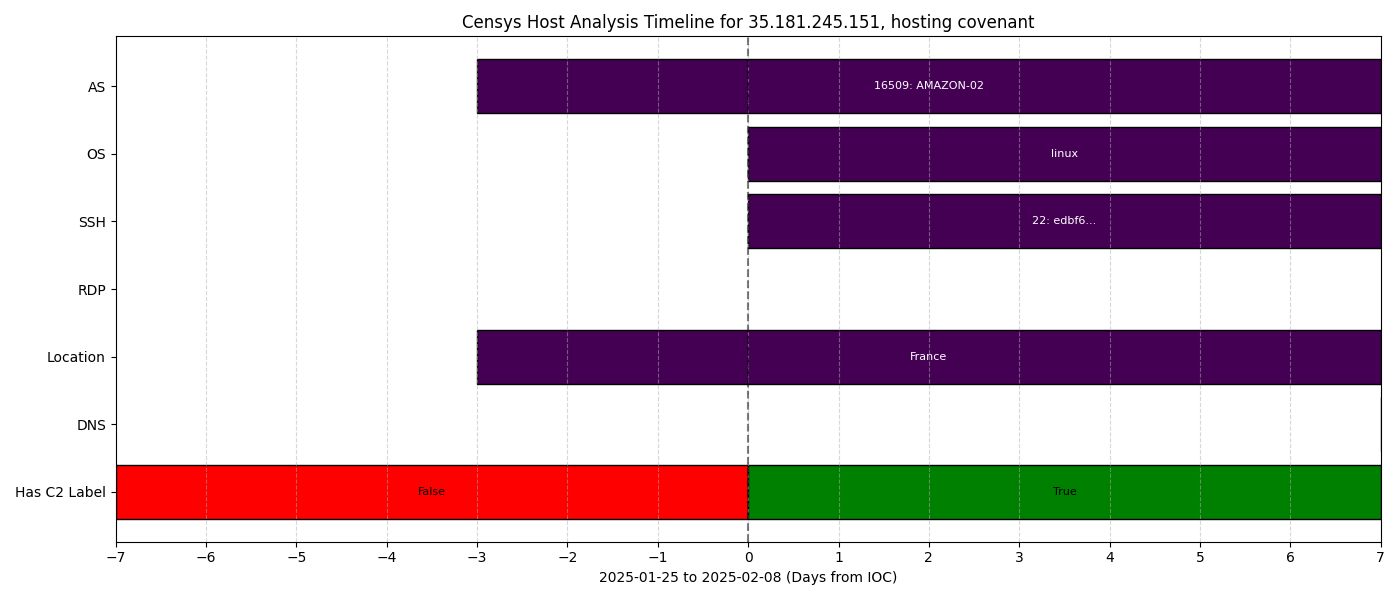 Censys Host Analysis Timeline for 35.181.245.151, hosting covenant
AS
16509: AMAZON-02
OS
linux
SSH
22: edbf6...
RDP
Location
France
DNS
Has C2 Label
False
True
−7 −6 −5 −4 −3 −2 −1 0 1 2 3 4 5 6 7
2025-01-25 to 2025-02-08 (Days from IOC)